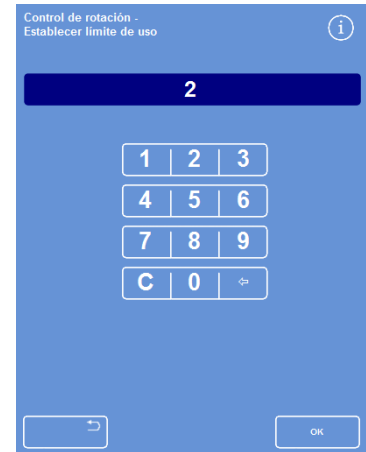 Control de rotación -
Establecer límite de uso
i
2
1 2 3
4 5 6
7 8 9
C 0 ⇦
OK